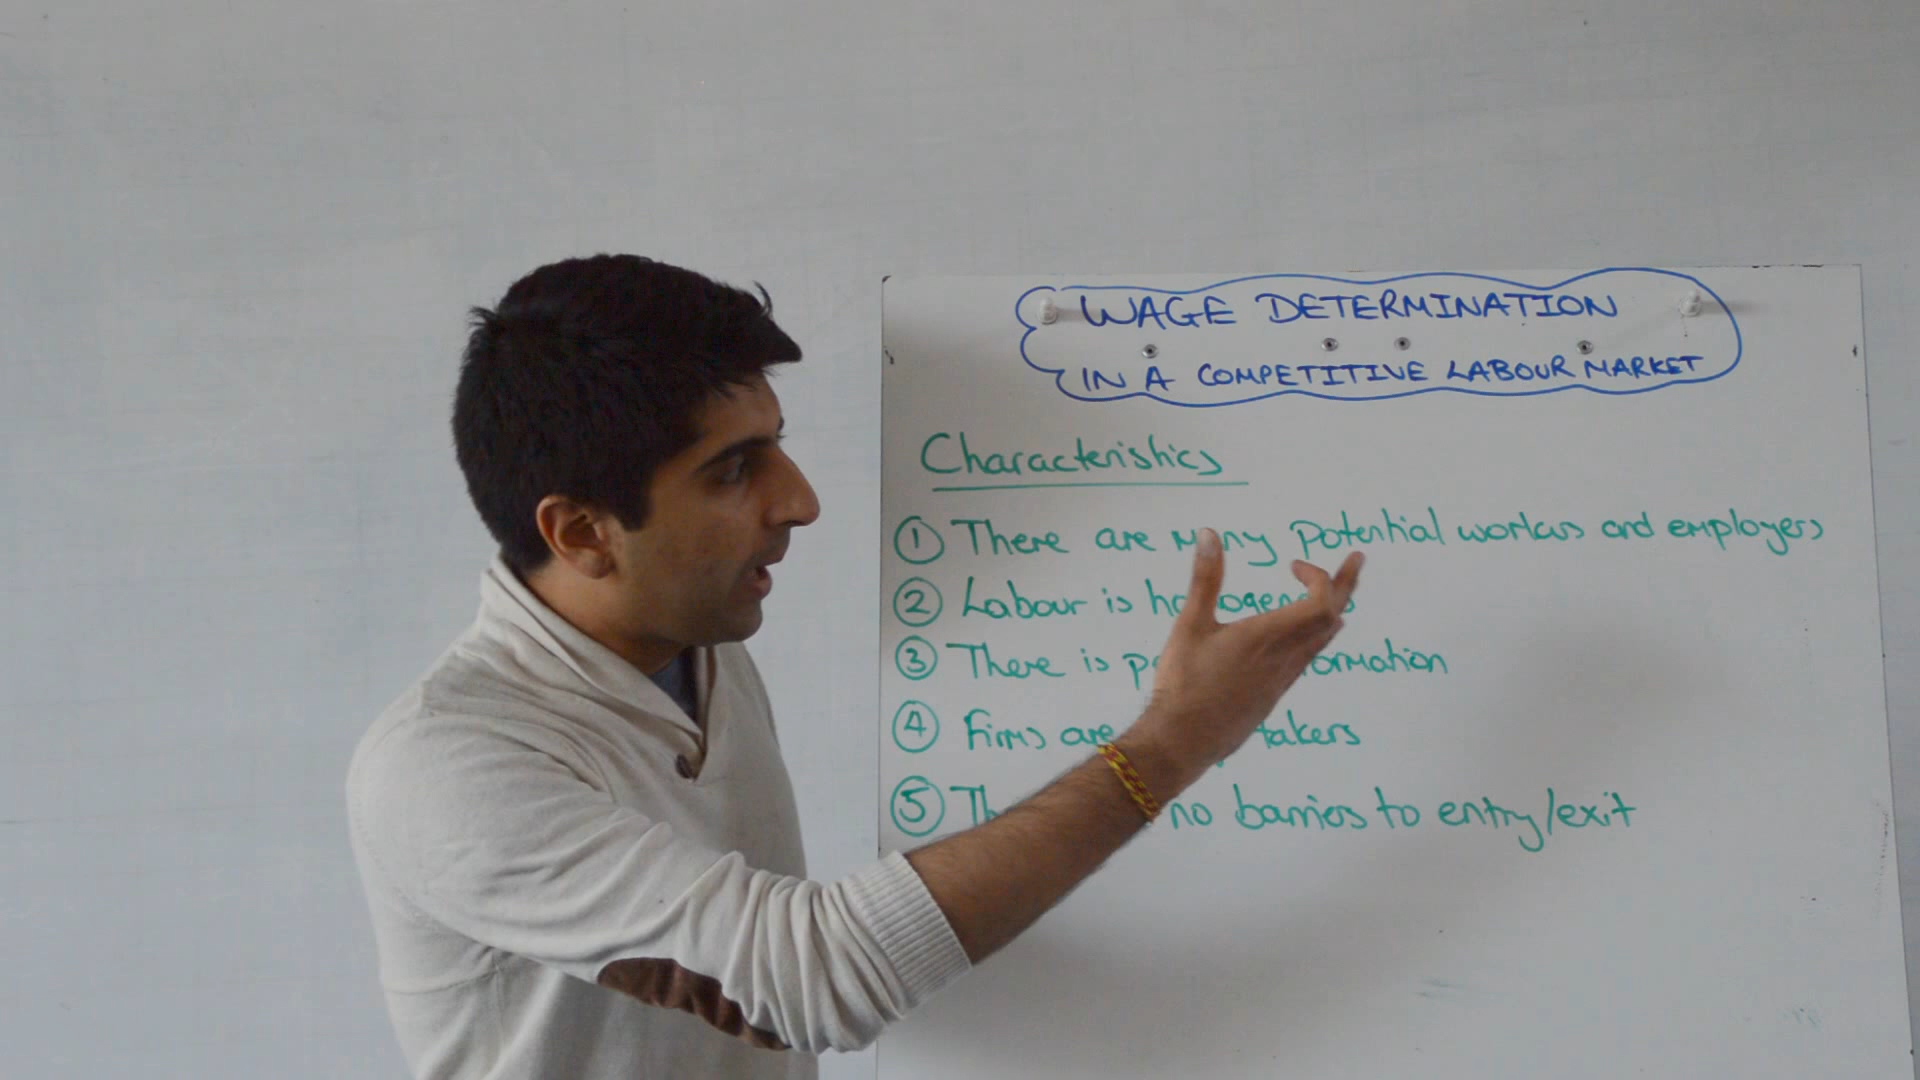 WAGE DETERMINATION
IN A COMPETITIVE LABOUR MARKET
Characteristics
① There are many potential workers and employers
② Labour is
③ There is
④ Firms are takers
⑤ no barriers to entry/exit